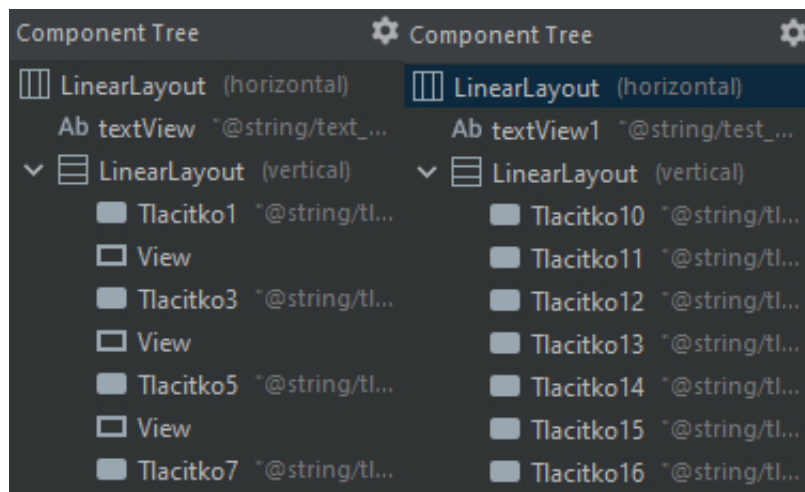 Component Tree
LinearLayout (horizontal)
Ab textView "@string/text_...
LinearLayout (vertical)
Tlacitko1 "@string/tl...
View
Tlacitko3 "@string/tl...
View
Tlacitko5 "@string/tl...
View
Tlacitko7 "@string/tl...
Component Tree
LinearLayout (horizontal)
Ab textView1 "@string/test_...
LinearLayout (vertical)
Tlacitko10 "@string/tl...
Tlacitko11 "@string/tl...
Tlacitko12 "@string/tl...
Tlacitko13 "@string/tl...
Tlacitko14 "@string/tl...
Tlacitko15 "@string/tl...
Tlacitko16 "@string/tl...